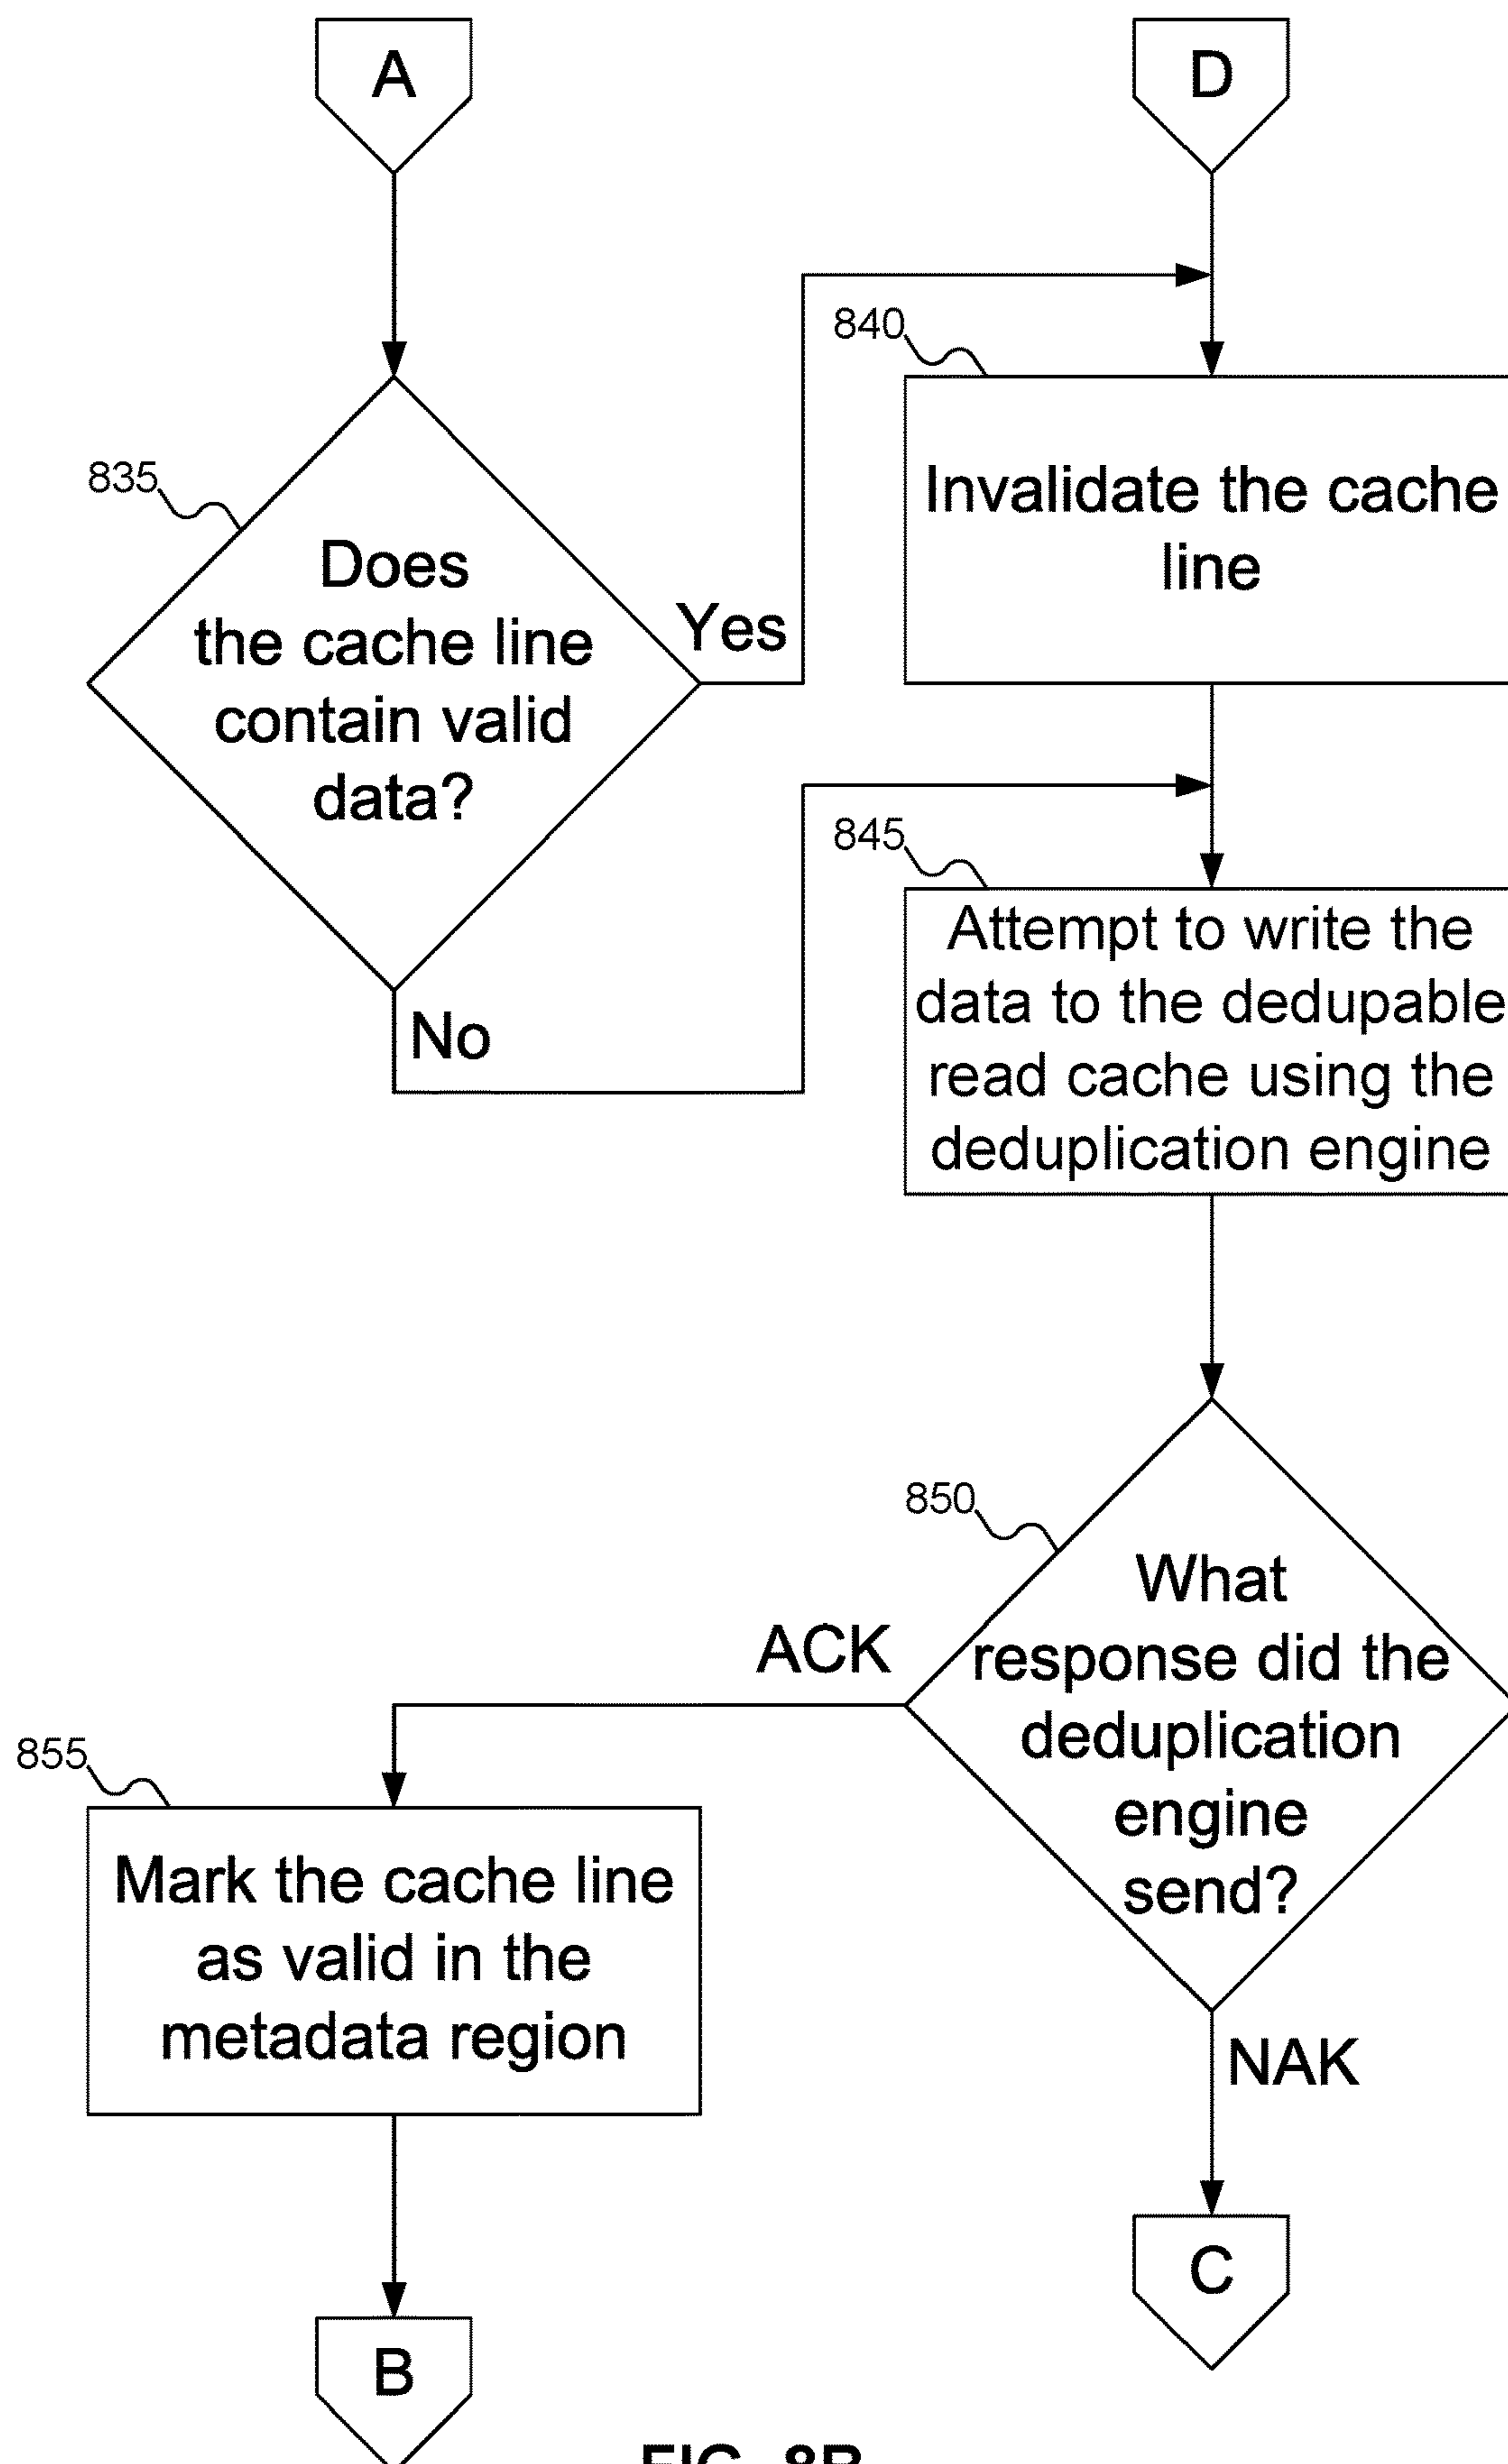 A
D
840
Invalidate the cache
line
835
Does
the cache line
contain valid
data?
Yes
No
845
Attempt to write the
data to the dedupable
read cache using the
deduplication engine
850
What
response did the
deduplication
engine
send?
ACK
NAK
855
Mark the cache line
as valid in the
metadata region
C
B
FIG. 8B